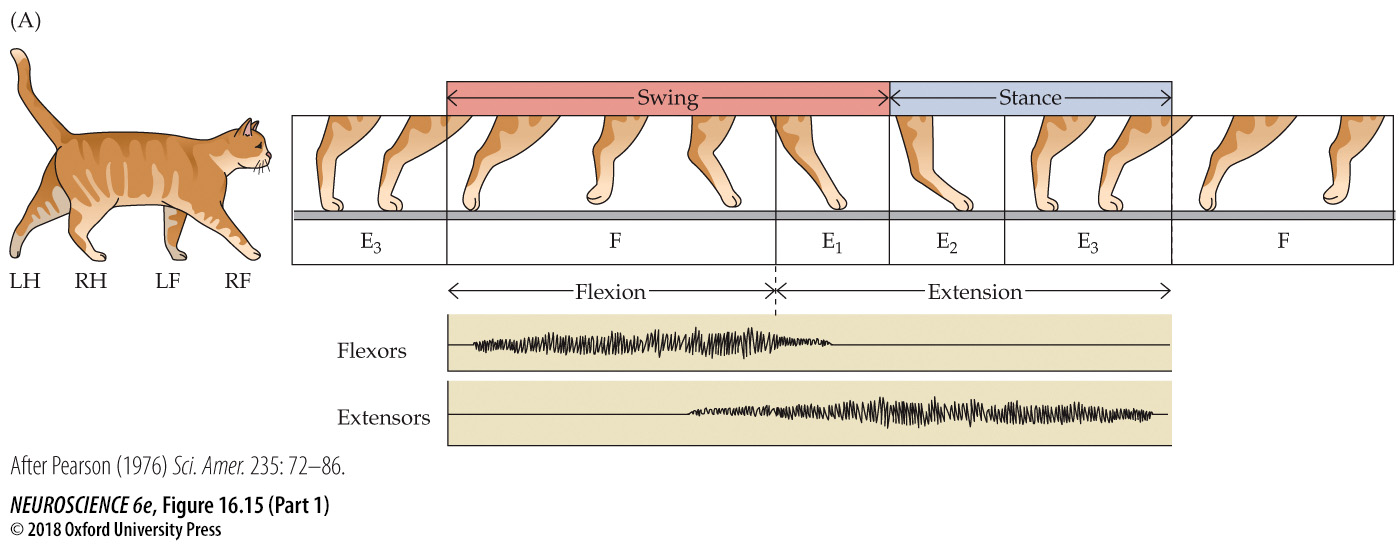 (A)
Swing
Stance
E3 F E1 E2 E3 F
LH RH LF RF
Flexion
Extension
Flexors
Extensors
After Pearson (1976) Sci. Amer. 235: 72–86.
NEUROSCIENCE 6e, Figure 16.15 (Part 1)
© 2018 Oxford University Press